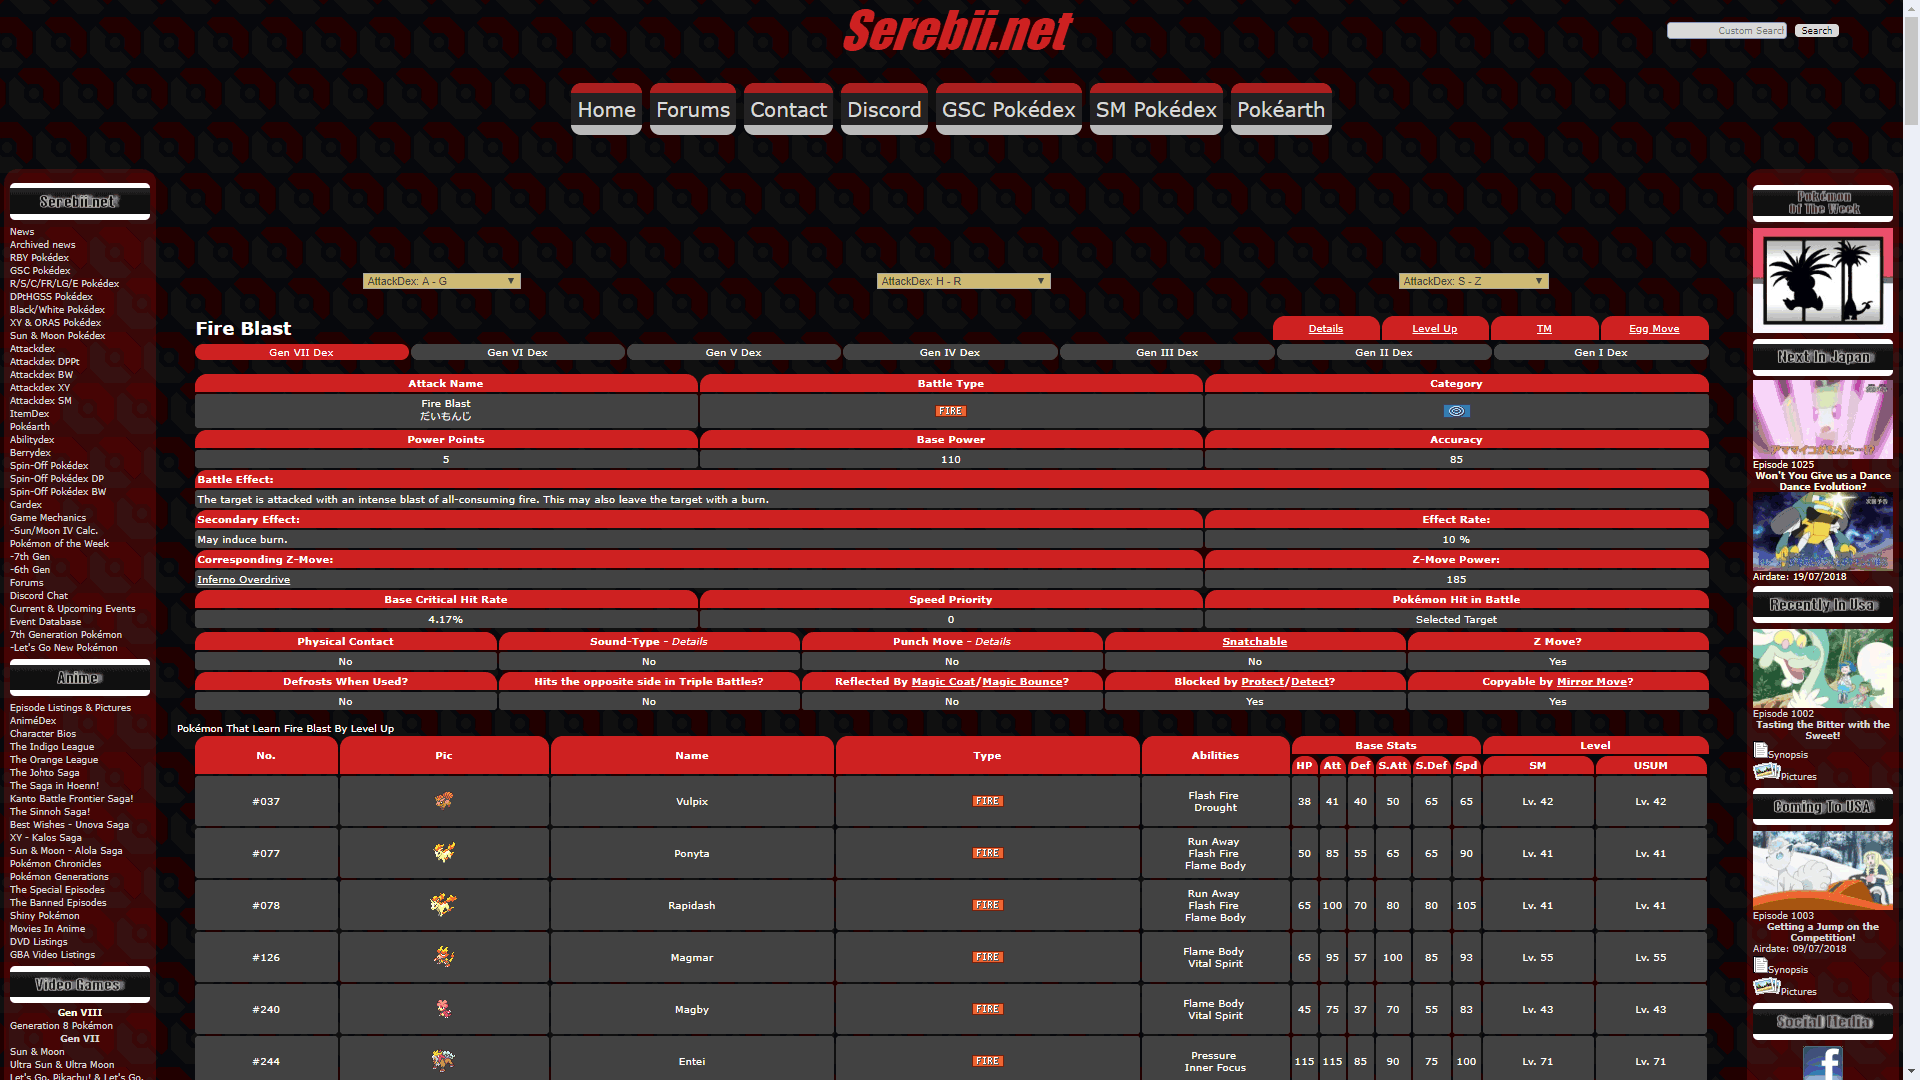 Serebii.net
Custom Search
Search
Home
Forums
Contact
Discord
GSC Pokédex
SM Pokédex
Pokéarth
Serebii.net
News
Archived news
RBY Pokédex
GSC Pokédex
R/S/C/FR/LG/E Pokédex
DPtHGSS Pokédex
Black/White Pokédex
XY & ORAS Pokédex
Sun & Moon Pokédex
Attackdex
Attackdex DPPt
Attackdex BW
Attackdex XY
Attackdex SM
ItemDex
Pokéarth
Abilitydex
Berrydex
Spin-Off Pokédex
Spin-Off Pokédex DP
Spin-Off Pokédex BW
Cardex
Game Mechanics
-Sun/Moon IV Calc.
Pokémon of the Week
-7th Gen
-6th Gen
Forums
Discord Chat
Current & Upcoming Events
Event Database
7th Generation Pokémon
-Let's Go New Pokémon
Anime
Episode Listings & Pictures
AniméDex
Character Bios
The Indigo League
The Orange League
The Johto Saga
The Saga in Hoenn!
Kanto Battle Frontier Saga!
The Sinnoh Saga!
Best Wishes - Unova Saga
XY - Kalos Saga
Sun & Moon - Alola Saga
Pokémon Chronicles
Pokémon Generations
The Special Episodes
The Banned Episodes
Shiny Pokémon
Movies In Anime
DVD Listings
GBA Video Listings
Video Games
Gen VIII
Generation 8 Pokémon
Gen VII
Sun & Moon
Ultra Sun & Ultra Moon
Let's Go, Pikachu! & Let's Go,
AttackDex: A - G
AttackDex: H - R
AttackDex: S - Z
Fire Blast
Details
Level Up
TM
Egg Move
Gen VII Dex
Gen VI Dex
Gen V Dex
Gen IV Dex
Gen III Dex
Gen II Dex
Gen I Dex
Attack Name
Battle Type
Category
Fire Blast
だいもんじ
FIRE
Power Points
Base Power
Accuracy
5
110
85
Battle Effect:
The target is attacked with an intense blast of all-consuming fire. This may also leave the target with a burn.
Secondary Effect:
Effect Rate:
May induce burn.
10 %
Corresponding Z-Move:
Z-Move Power:
Inferno Overdrive
185
Base Critical Hit Rate
Speed Priority
Pokémon Hit in Battle
4.17%
0
Selected Target
Physical Contact
Sound-Type - Details
Punch Move - Details
Snatchable
Z Move?
No
No
No
No
Yes
Defrosts When Used?
Hits the opposite side in Triple Battles?
Reflected By Magic Coat/Magic Bounce?
Blocked by Protect/Detect?
Copyable by Mirror Move?
No
No
No
Yes
Yes
Pokémon That Learn Fire Blast By Level Up
No.
Pic
Name
Type
Abilities
Base Stats
Level
HP
Att
Def
S.Att
S.Def
Spd
SM
USUM
#037
Vulpix
FIRE
Flash Fire
Drought
38 41 40 50 65 65
Lv. 42
Lv. 42
#077
Ponyta
FIRE
Run Away
Flash Fire
Flame Body
50 85 55 65 65 90
Lv. 41
Lv. 41
#078
Rapidash
FIRE
Run Away
Flash Fire
Flame Body
65 100 70 80 80 105
Lv. 41
Lv. 41
#126
Magmar
FIRE
Flame Body
Vital Spirit
65 95 57 100 85 93
Lv. 55
Lv. 55
#240
Magby
FIRE
Flame Body
Vital Spirit
45 75 37 70 55 83
Lv. 43
Lv. 43
#244
Entei
FIRE
Pressure
Inner Focus
115 115 85 90 75 100
Lv. 71
Lv. 71
Pokémon
Of The Week
Next In Japan
Episode 1025
Won't You Give us a Dance
Dance Evolution?
Airdate: 19/07/2018
Recently In Usa
Episode 1002
Tasting the Bitter with the
Sweet!
Synopsis
Pictures
Coming To USA
Episode 1003
Getting a Jump on the
Competition!
Airdate: 09/07/2018
Synopsis
Pictures
Social Media
f